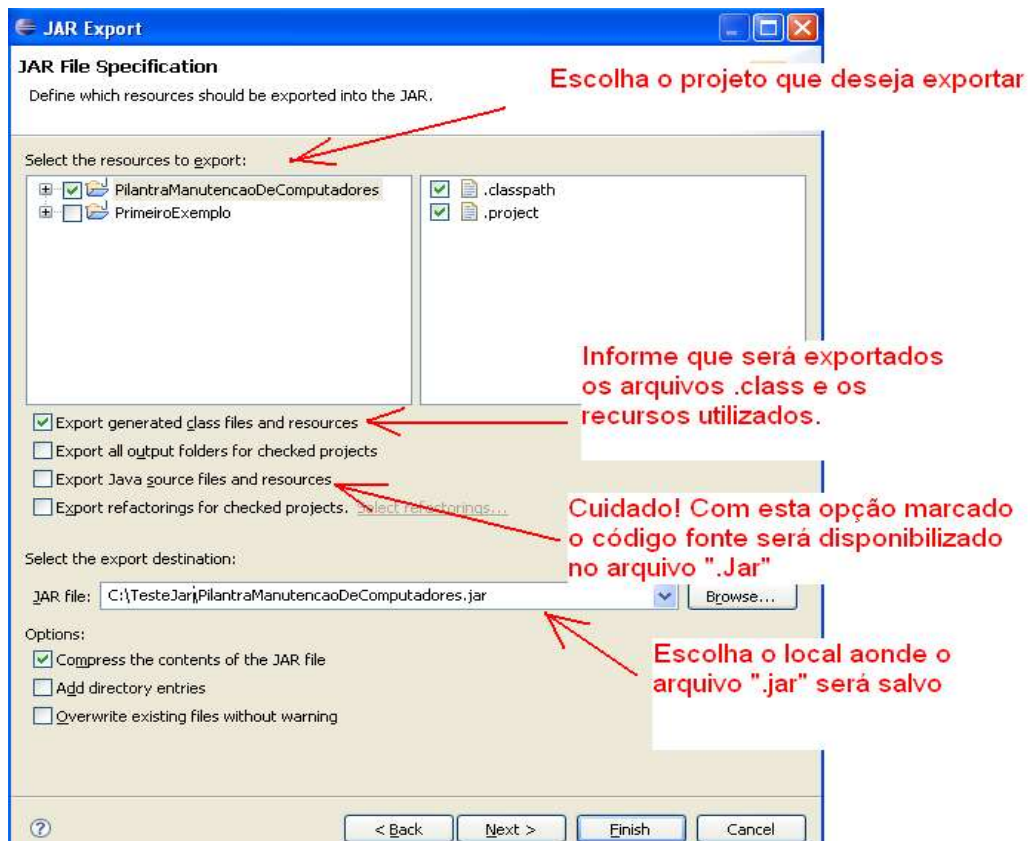 JAR Export
JAR File Specification
Define which resources should be exported into the JAR.
Escolha o projeto que deseja exportar
Select the resources to export:
PilantraManutencaoDeComputadores
PrimeiroExemplo
.classpath
.project
Informe que será exportados
os arquivos .class e os
recursos utilizados.
Export generated class files and resources
Export all output folders for checked projects
Export Java source files and resources
Export refactorings for checked projects. Select refactorings...
Cuidado! Com esta opção marcado
o código fonte será disponibilizado
no arquivo ".Jar"
Select the export destination:
JAR file: C:\TesteJar\PilantraManutencaoDeComputadores.jar
Browse...
Escolha o local aonde o
arquivo ".jar" será salvo
Options:
Compress the contents of the JAR file
Add directory entries
Overwrite existing files without warning
?
< Back
Next >
Finish
Cancel